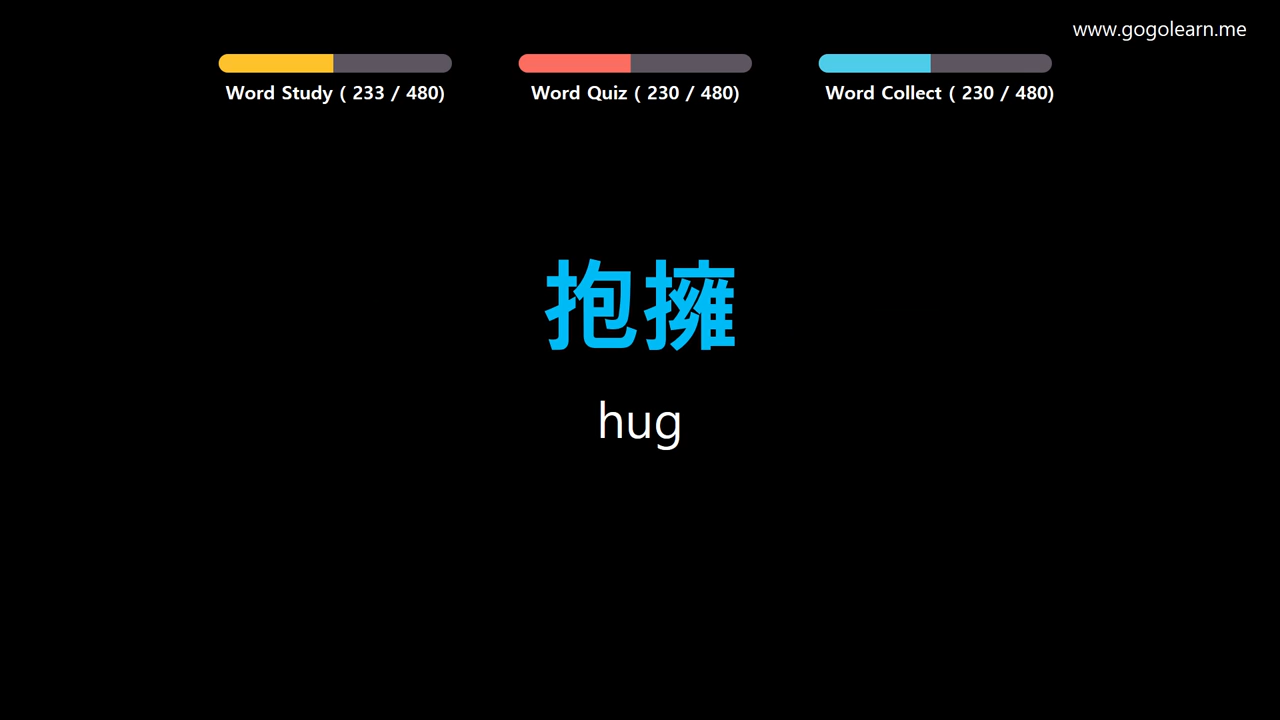 www.gogolearn.me
Word Study ( 233 / 480)
Word Quiz ( 230 / 480)
Word Collect ( 230 / 480)
抱擁
hug